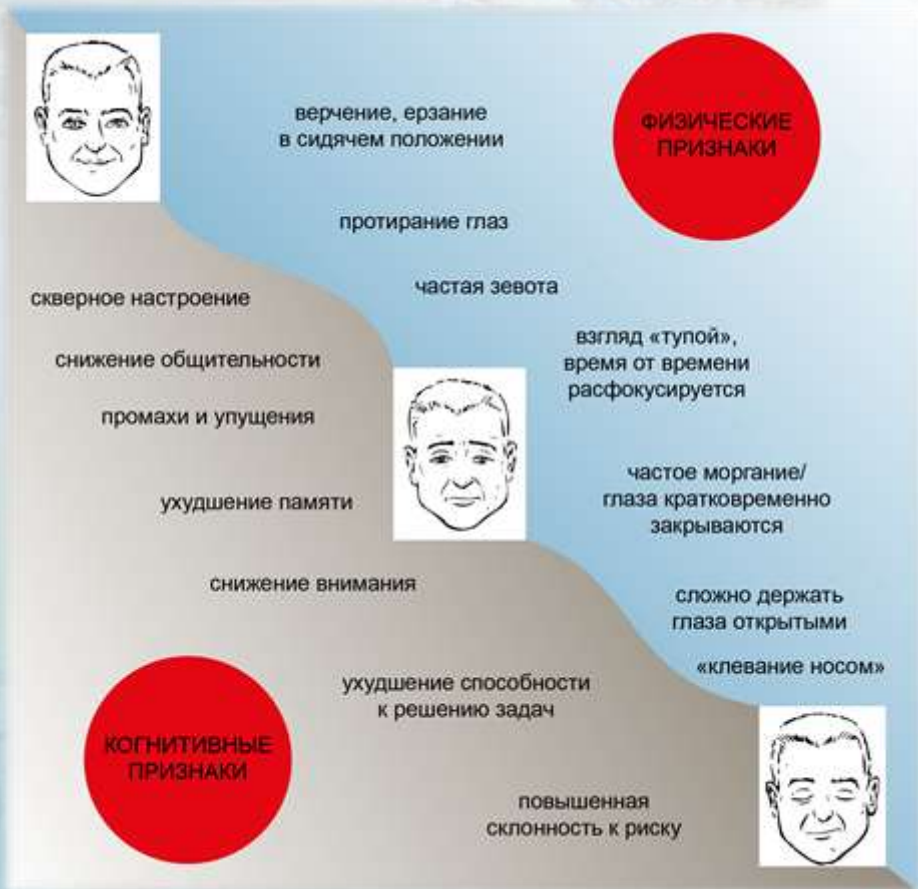 верчение, ерзание
в сидячем положении
ФИЗИЧЕСКИЕ
ПРИЗНАКИ
протирание глаз
частая зевота
скверное настроение
взгляд «тупой»,
время от времени
расфокусируется
снижение общительности
промахи и упущения
частое моргание/
глаза кратковременно
закрываются
ухудшение памяти
снижение внимания
сложно держать
глаза открытыми
«клевание носом»
ухудшение способности
к решению задач
КОГНИТИВНЫЕ
ПРИЗНАКИ
повышенная
склонность к риску